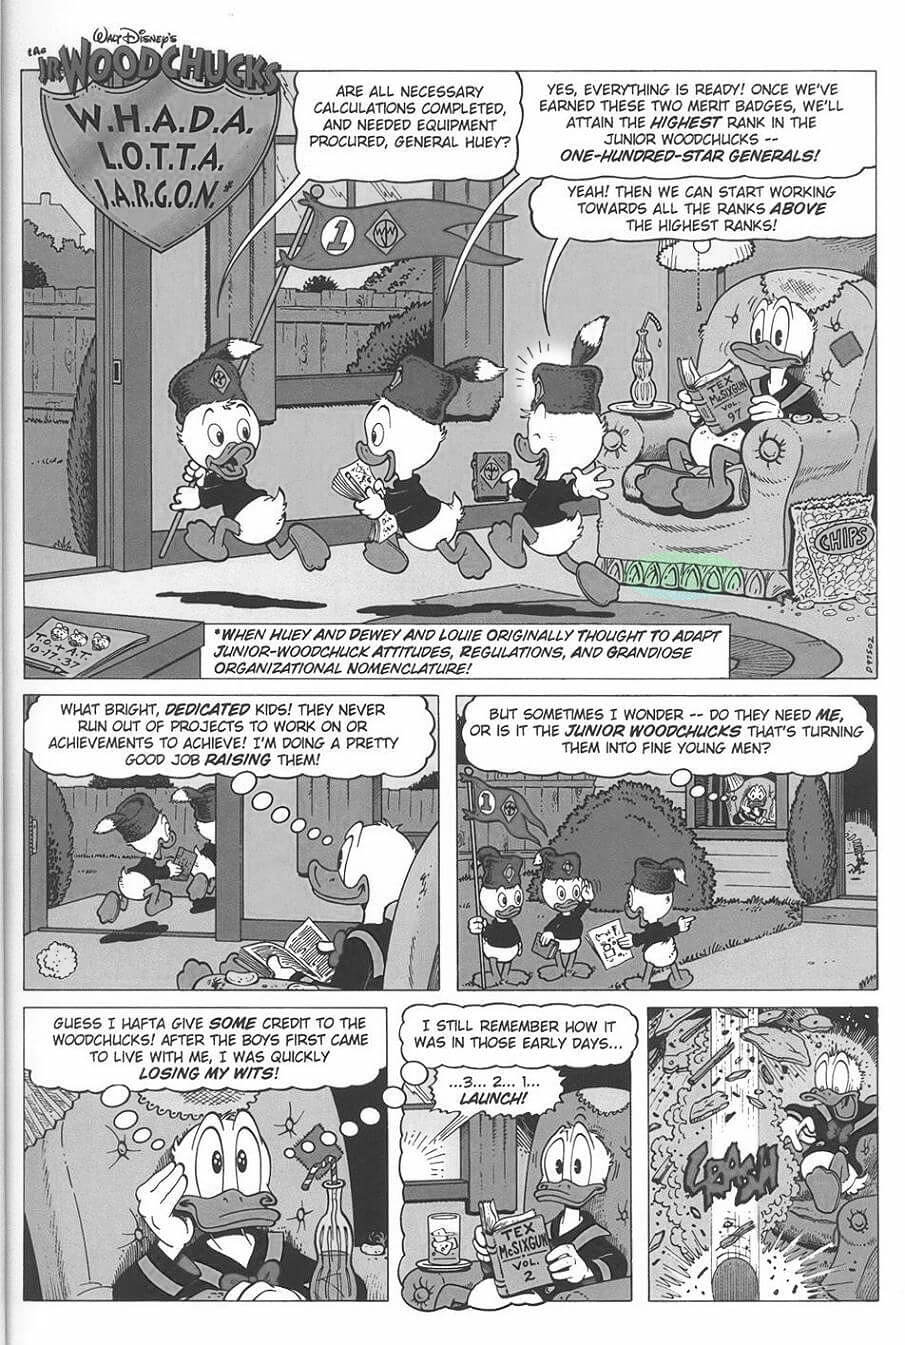 Walt Disney's
the
JR. WOODCHUCKS
W.H.A.D.A.
L.O.T.T.A.
J.A.R.G.O.N.*
ARE ALL NECESSARY
CALCULATIONS COMPLETED,
AND NEEDED EQUIPMENT
PROCURED, GENERAL HUEY?
YES, EVERYTHING IS READY! ONCE WE'VE
EARNED THESE TWO MERIT BADGES, WE'LL
ATTAIN THE HIGHEST RANK IN THE
JUNIOR WOODCHUCKS --
ONE-HUNDRED-STAR GENERALS!
YEAH! THEN WE CAN START WORKING
TOWARDS ALL THE RANKS ABOVE
THE HIGHEST RANKS!
1
TEX
McSIXGUN
VOL.
97
CHIPS
T.O. + A.T.
10-17-37
*WHEN HUEY AND DEWEY AND LOUIE ORIGINALLY THOUGHT TO ADAPT
JUNIOR-WOODCHUCK ATTITUDES, REGULATIONS, AND GRANDIOSE
ORGANIZATIONAL NOMENCLATURE!
D97502
WHAT BRIGHT, DEDICATED KIDS! THEY NEVER
RUN OUT OF PROJECTS TO WORK ON OR
ACHIEVEMENTS TO ACHIEVE! I'M DOING A PRETTY
GOOD JOB RAISING THEM!
BUT SOMETIMES I WONDER -- DO THEY NEED ME,
OR IS IT THE JUNIOR WOODCHUCKS THAT'S TURNING
THEM INTO FINE YOUNG MEN?
1
GUESS I HAFTA GIVE SOME CREDIT TO THE
WOODCHUCKS! AFTER THE BOYS FIRST CAME
TO LIVE WITH ME, I WAS QUICKLY
LOSING MY WITS!
I STILL REMEMBER HOW IT
WAS IN THOSE EARLY DAYS...
...3... 2... 1...
LAUNCH!
TEX
McSIXGUN
VOL.
2
CRASH